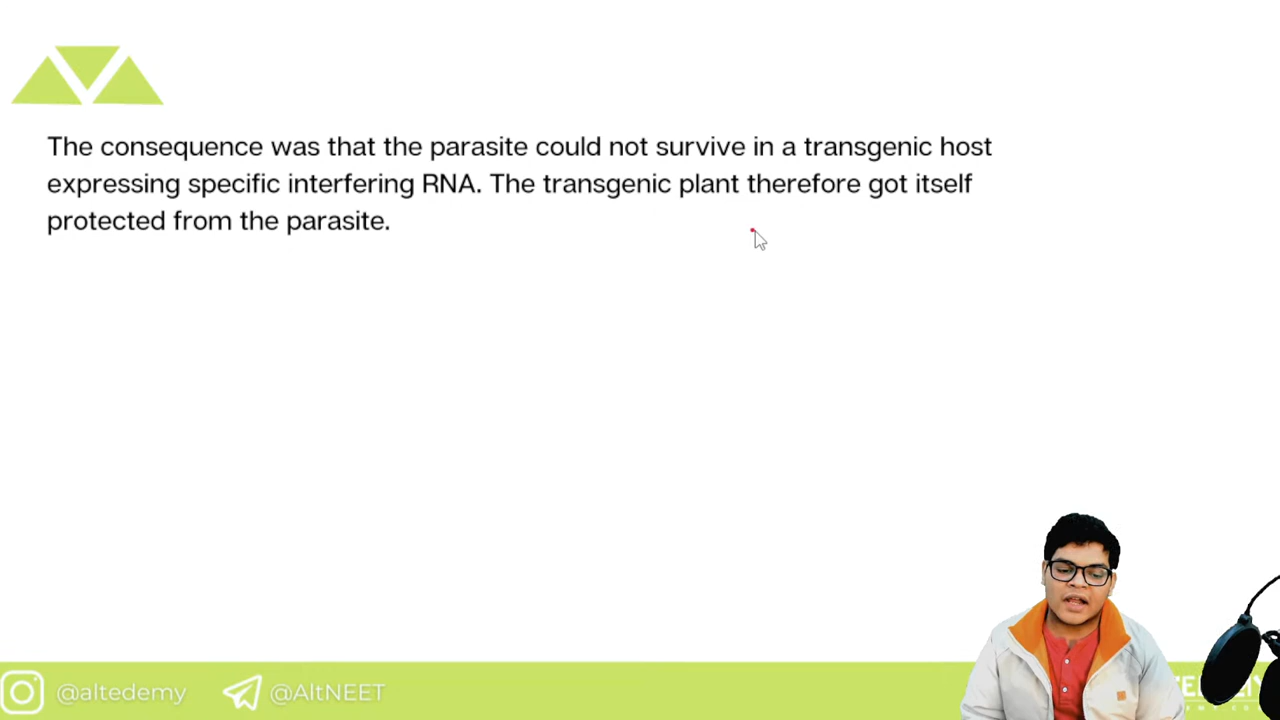 The consequence was that the parasite could not survive in a transgenic host
expressing specific interfering RNA. The transgenic plant therefore got itself
protected from the parasite.
@altedemy @AltNEET